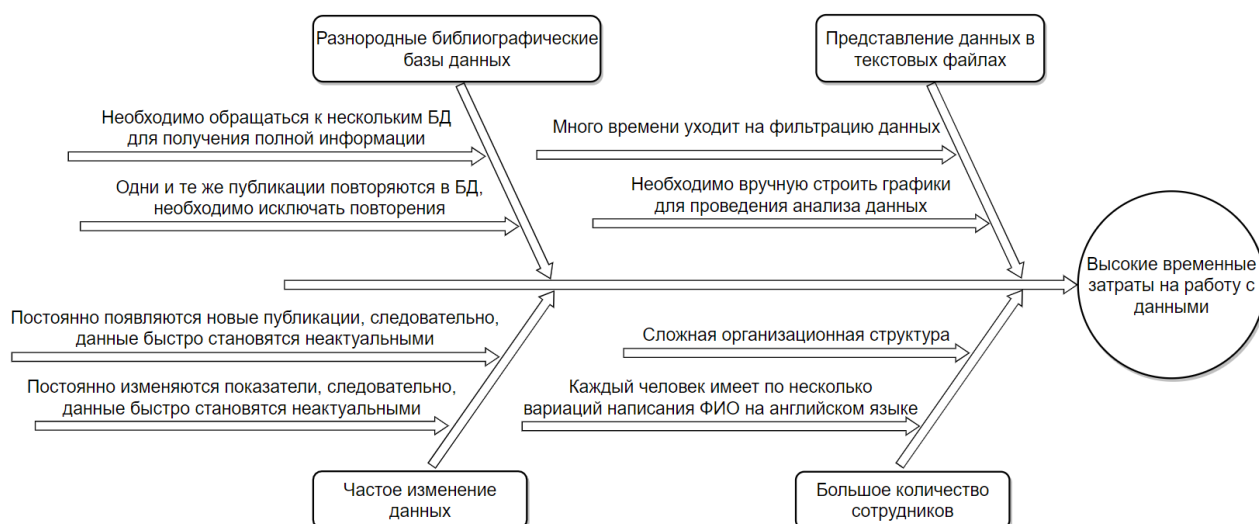 Разнородные библиографические
базы данных
Представление данных в
текстовых файлах
Необходимо обращаться к нескольким БД
для получения полной информации
Много времени уходит на фильтрацию данных
Одни и те же публикации повторяются в БД,
необходимо исключать повторения
Необходимо вручную строить графики
для проведения анализа данных
Высокие временные
затраты на работу с
данными
Постоянно появляются новые публикации, следовательно,
данные быстро становятся неактуальными
Сложная организационная структура
Постоянно изменяются показатели, следовательно,
данные быстро становятся неактуальными
Каждый человек имеет по несколько
вариаций написания ФИО на английском языке
Частое изменение
данных
Большое количество
сотрудников